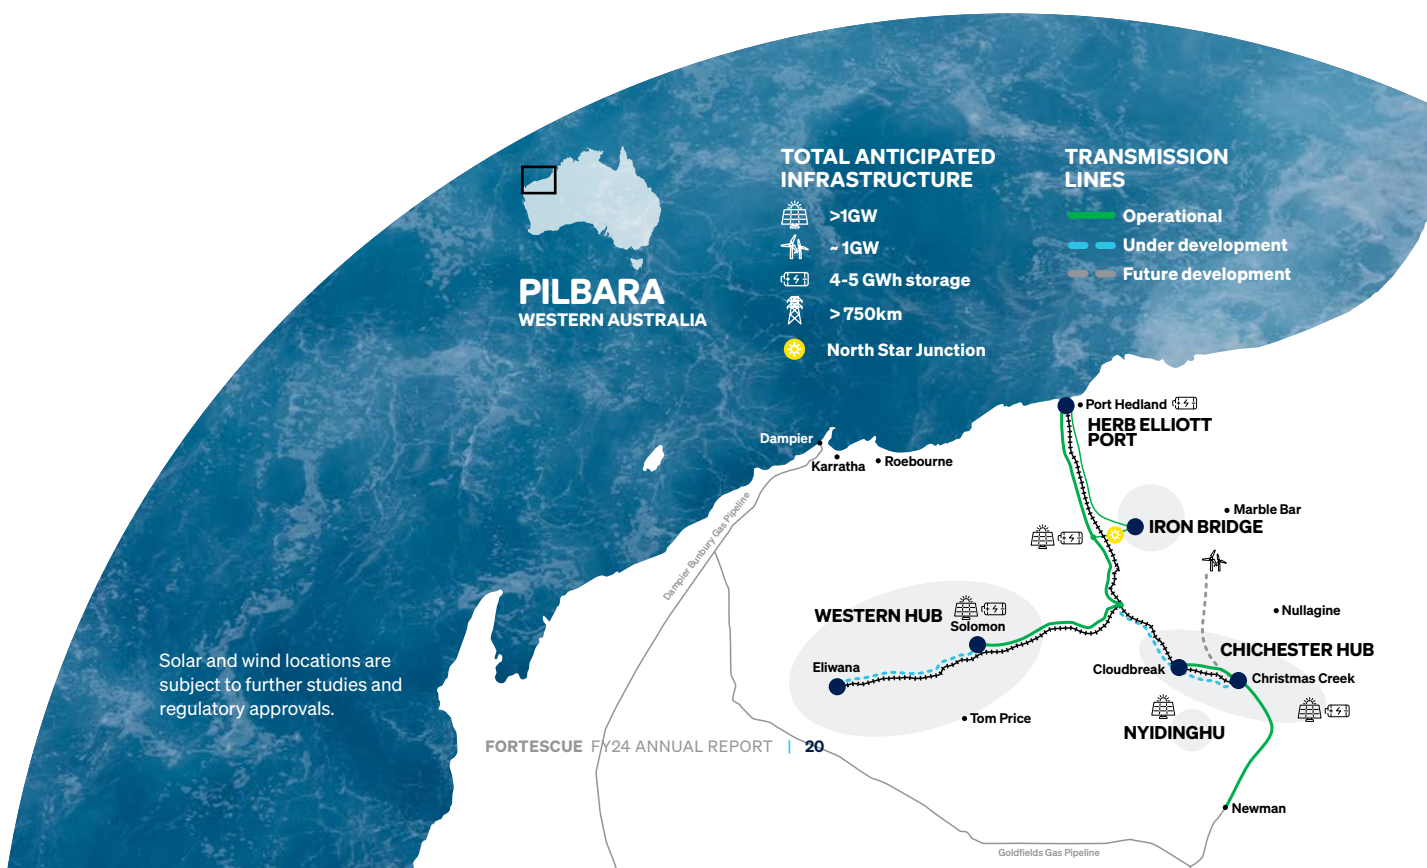 TOTAL ANTICIPATED
INFRASTRUCTURE
>1GW
~ 1GW
4-5 GWh storage
> 750km
North Star Junction
TRANSMISSION
LINES
Operational
Under development
Future development
PILBARA
WESTERN AUSTRALIA
Port Hedland
HERB ELLIOTT
PORT
Dampier
Karratha
Roebourne
Dampier Bunbury Gas Pipeline
Marble Bar
IRON BRIDGE
WESTERN HUB
Solomon
Nullagine
CHICHESTER HUB
Eliwana
Cloudbreak
Christmas Creek
Solar and wind locations are
subject to further studies and
regulatory approvals.
Tom Price
NYIDINGHU
FORTESCUE FY24 ANNUAL REPORT | 20
Newman
Goldfields Gas Pipeline